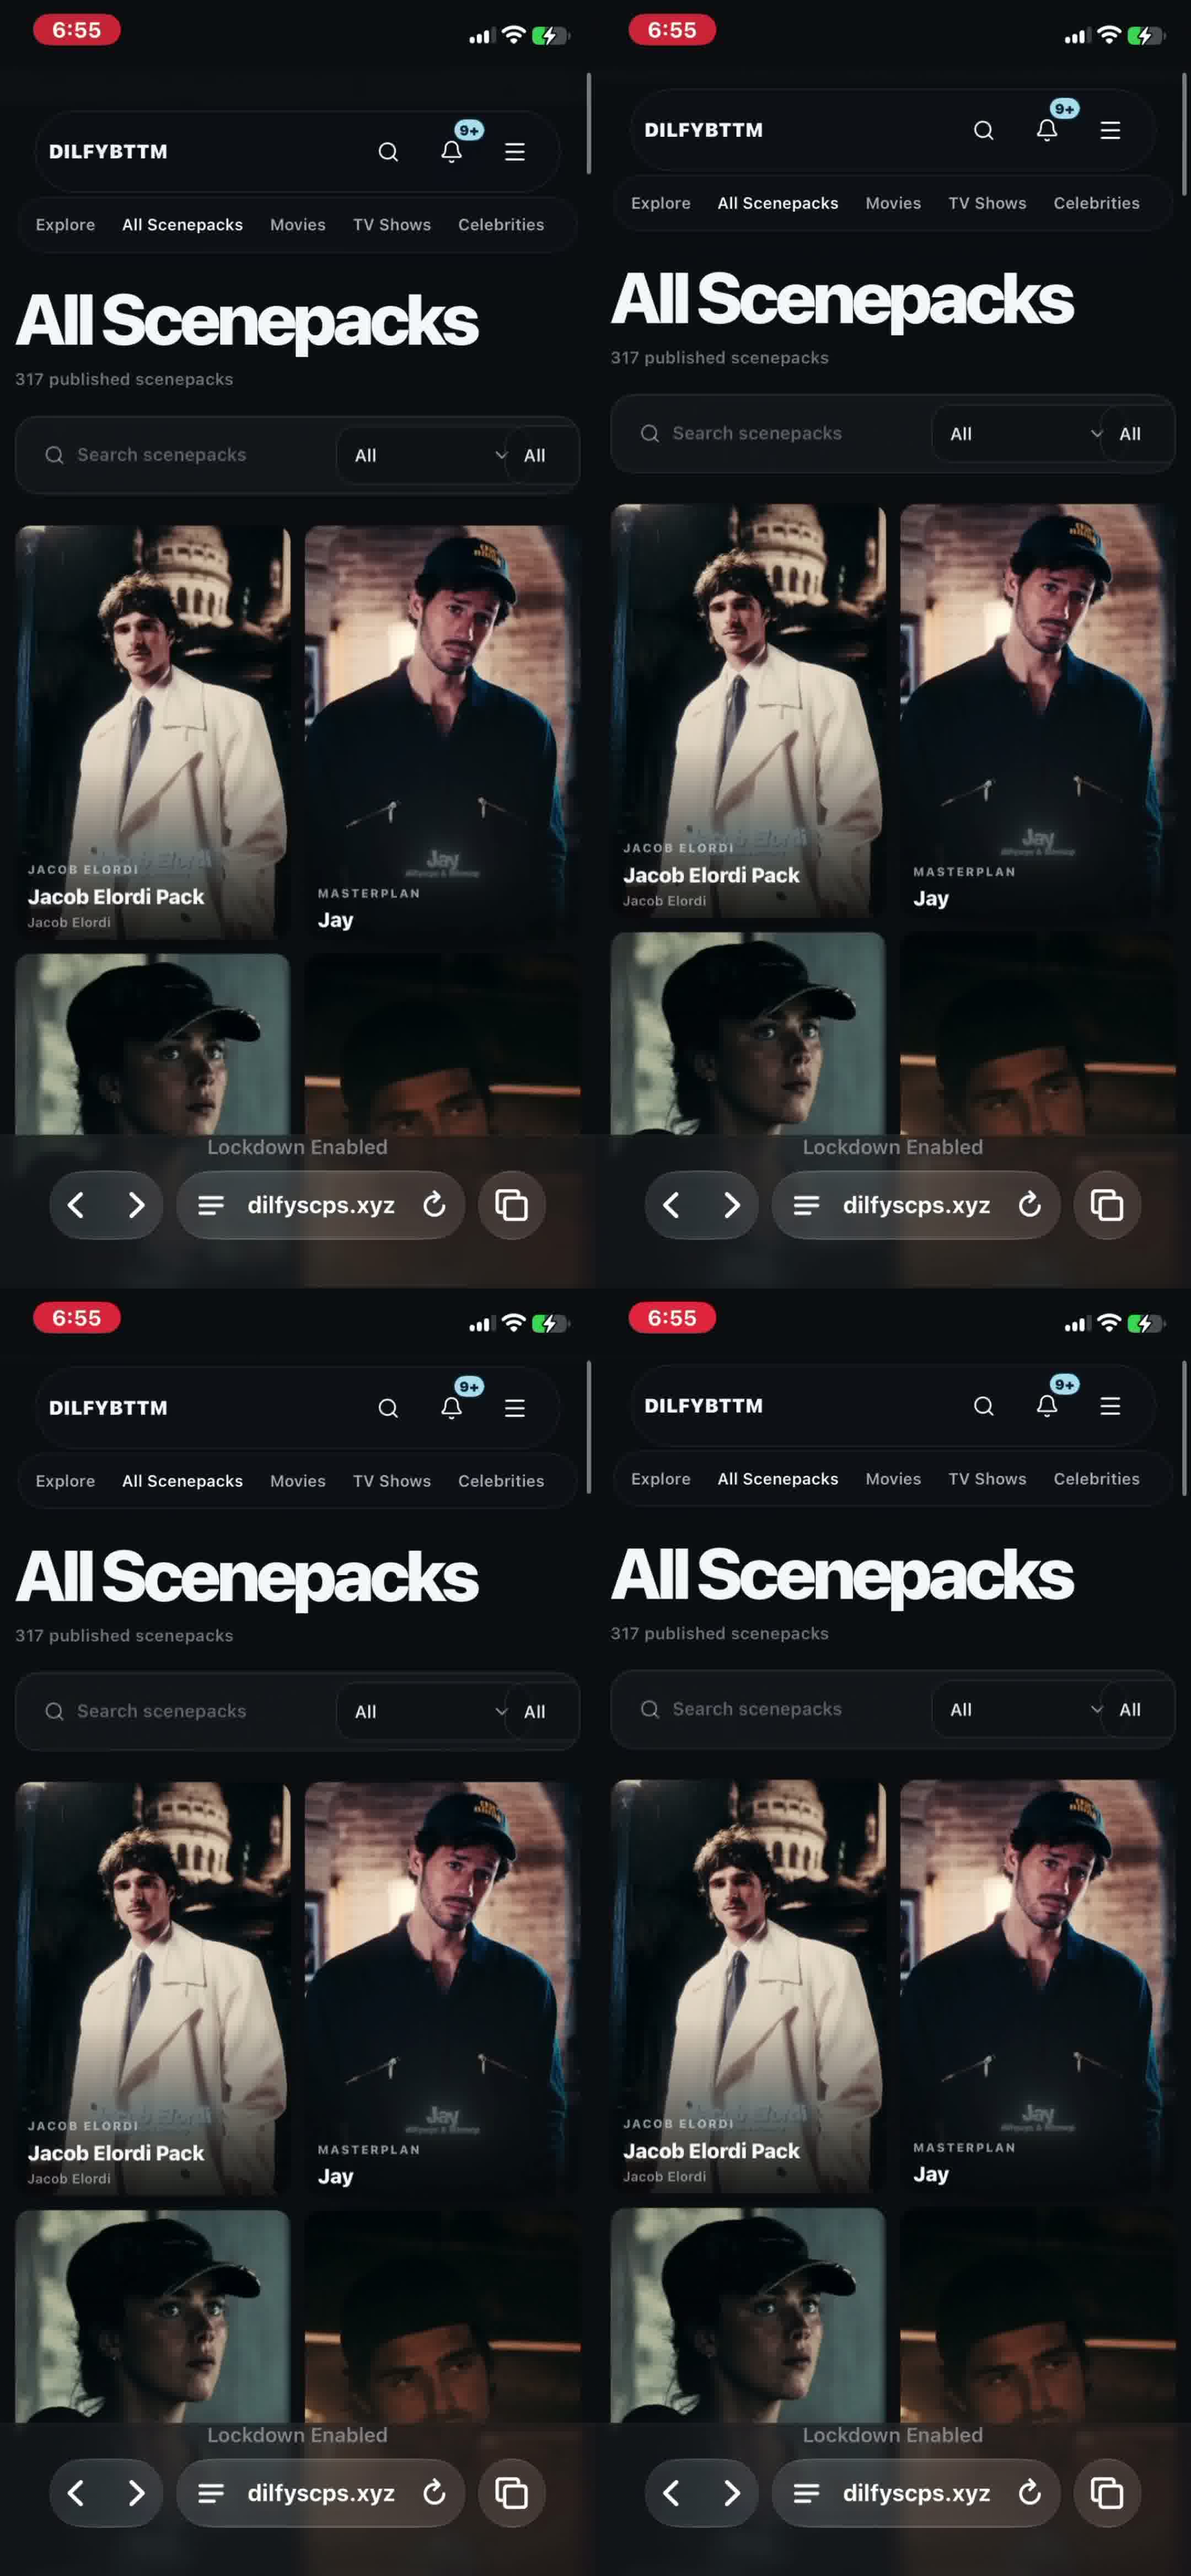 6:55
DILFYBTTM
9+
Explore All Scenepacks Movies TV Shows Celebrities
All Scenepacks
317 published scenepacks
Search scenepacks All All
JACOB ELORDI
Jacob Elordi Pack
Jacob Elordi
Jay
MASTERPLAN
Jay
Lockdown Enabled
dilfyscps.xyz
6:55
DILFYBTTM
9+
Explore All Scenepacks Movies TV Shows Celebrities
All Scenepacks
317 published scenepacks
Search scenepacks All All
JACOB ELORDI
Jacob Elordi Pack
Jacob Elordi
Jay
MASTERPLAN
Jay
Lockdown Enabled
dilfyscps.xyz
6:55
DILFYBTTM
9+
Explore All Scenepacks Movies TV Shows Celebrities
All Scenepacks
317 published scenepacks
Search scenepacks All All
JACOB ELORDI
Jacob Elordi Pack
Jacob Elordi
Jay
MASTERPLAN
Jay
Lockdown Enabled
dilfyscps.xyz
6:55
DILFYBTTM
9+
Explore All Scenepacks Movies TV Shows Celebrities
All Scenepacks
317 published scenepacks
Search scenepacks All All
JACOB ELORDI
Jacob Elordi Pack
Jacob Elordi
Jay
MASTERPLAN
Jay
Lockdown Enabled
dilfyscps.xyz